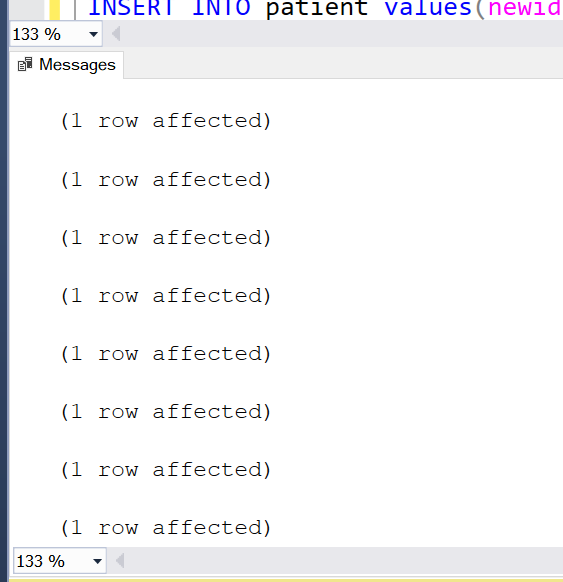 INSERT INTO patient values(newid
133 %
Messages
(1 row affected)
(1 row affected)
(1 row affected)
(1 row affected)
(1 row affected)
(1 row affected)
(1 row affected)
(1 row affected)
133 %